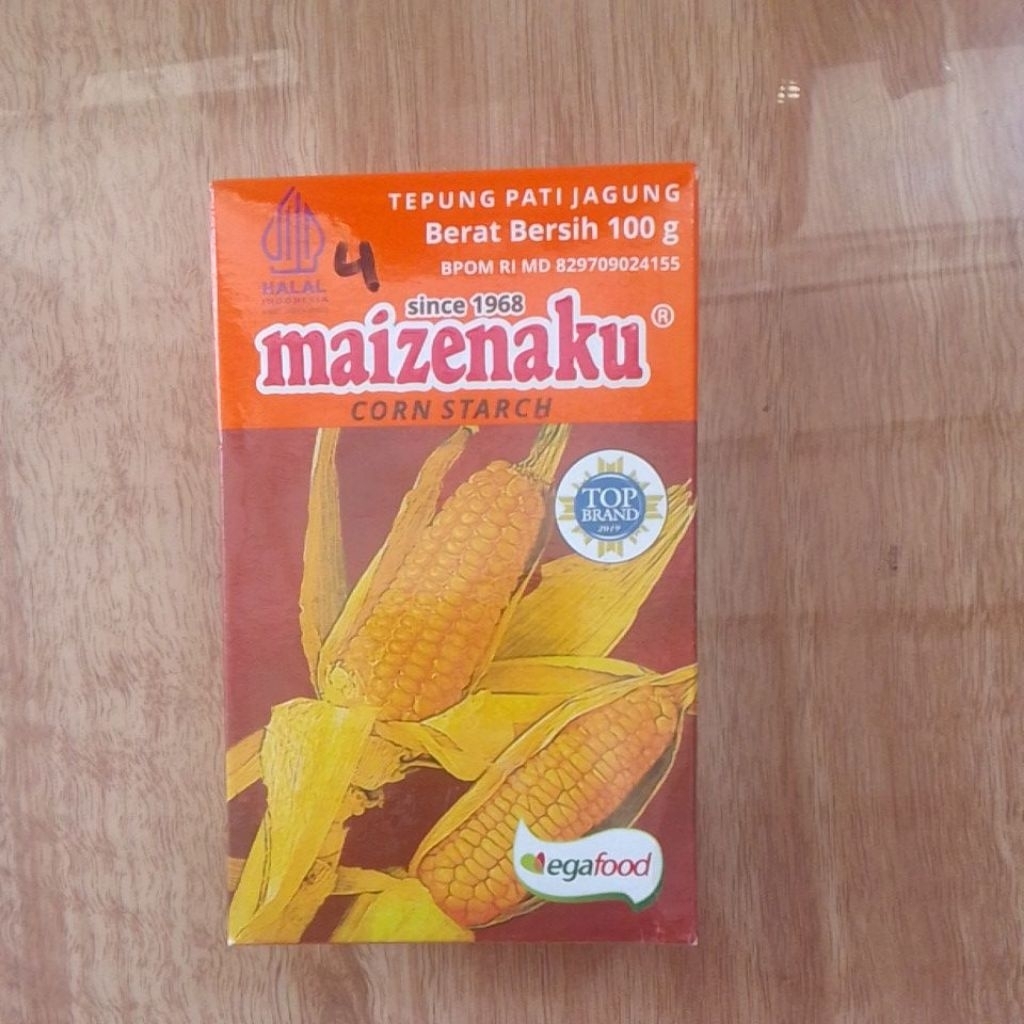 TEPUNG PATI JAGUNG
Berat Bersih 100 g
BPOM RI MD 829709024155
HALAL
INDONESIA
4
since 1968
maizenaku ®
CORN STARCH
TOP
BRAND
2019
egafood